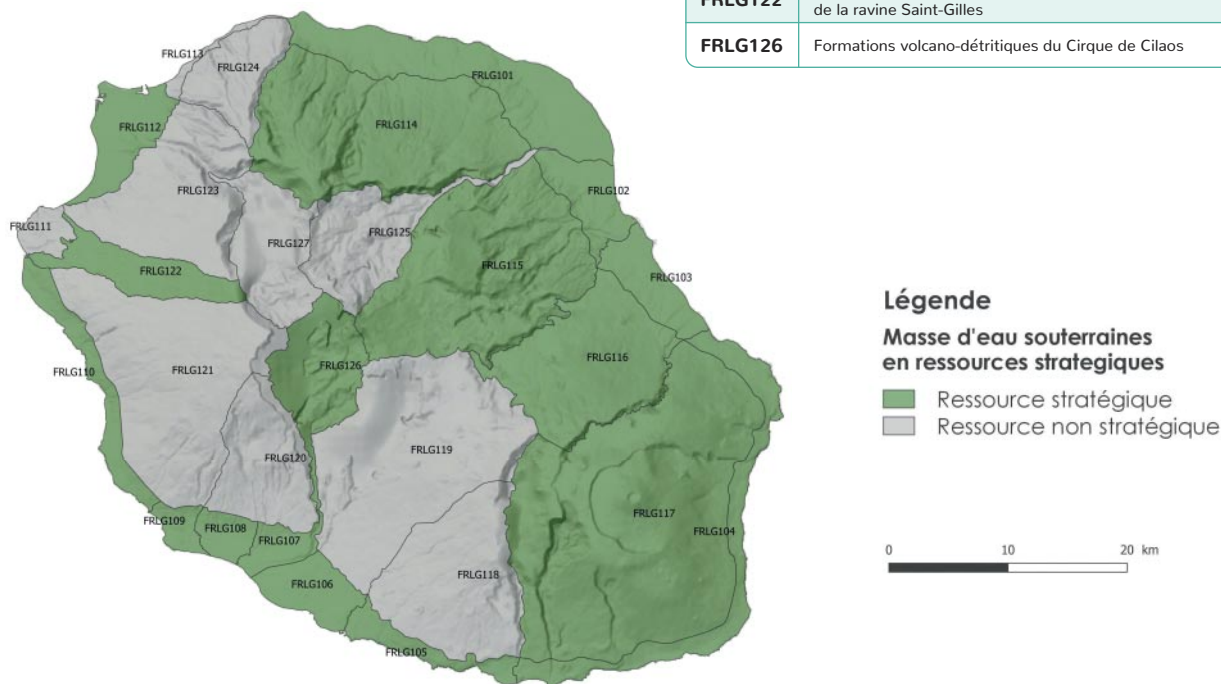 FRLG122
de la ravine Saint-Gilles
FRLG126 Formations volcano-détritiques du Cirque de Cilaos
FRLG113
FRLG124
FRLG101
FRLG112
FRLG114
FRLG123
FRLG102
FRLG111
FRLG125
FRLG127
FRLG122
FRLG115
FRLG103
FRLG110
FRLG121
FRLG126
FRLG116
FRLG119
FRLG120
FRLG109
FRLG108
FRLG107
FRLG117
FRLG104
FRLG106
FRLG118
FRLG105
Légende
Masse d'eau souterraines
en ressources strategiques
Ressource stratégique
Ressource non stratégique
0 10 20 km